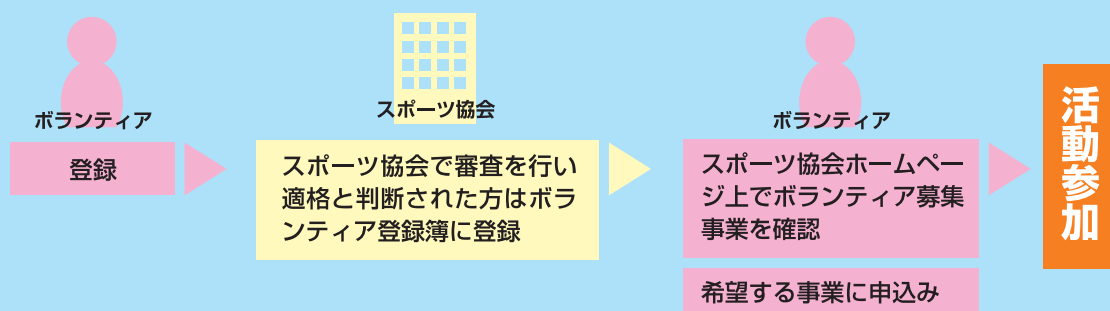 ボランティア
登録
スポーツ協会
スポーツ協会で審査を行い
適格と判断された方はボラ
ンティア登録簿に登録
ボランティア
スポーツ協会ホームペー
ジ上でボランティア募集
事業を確認
希望する事業に申込み
活動参加